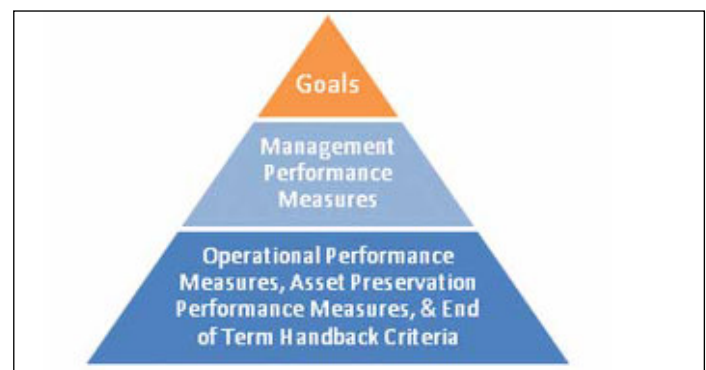 Goals
Management
Performance
Measures
Operational Performance
Measures, Asset Preservation
Performance Measures, & End
of Term Handback Criteria